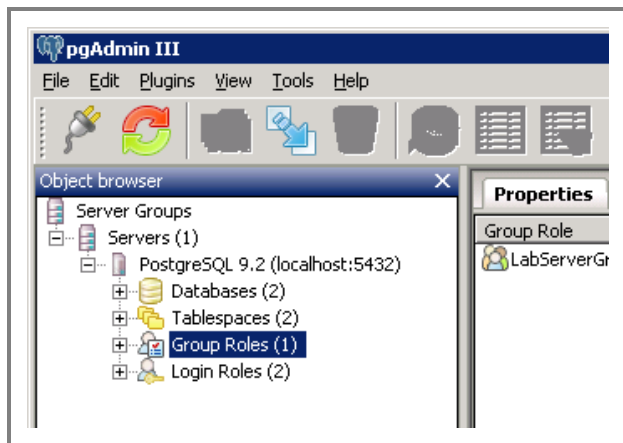 pgAdmin III
File Edit Plugins View Tools Help
Object browser
Server Groups
Servers (1)
PostgreSQL 9.2 (localhost:5432)
Databases (2)
Tablespaces (2)
Group Roles (1)
Login Roles (2)
Properties
Group Role
LabServerGr